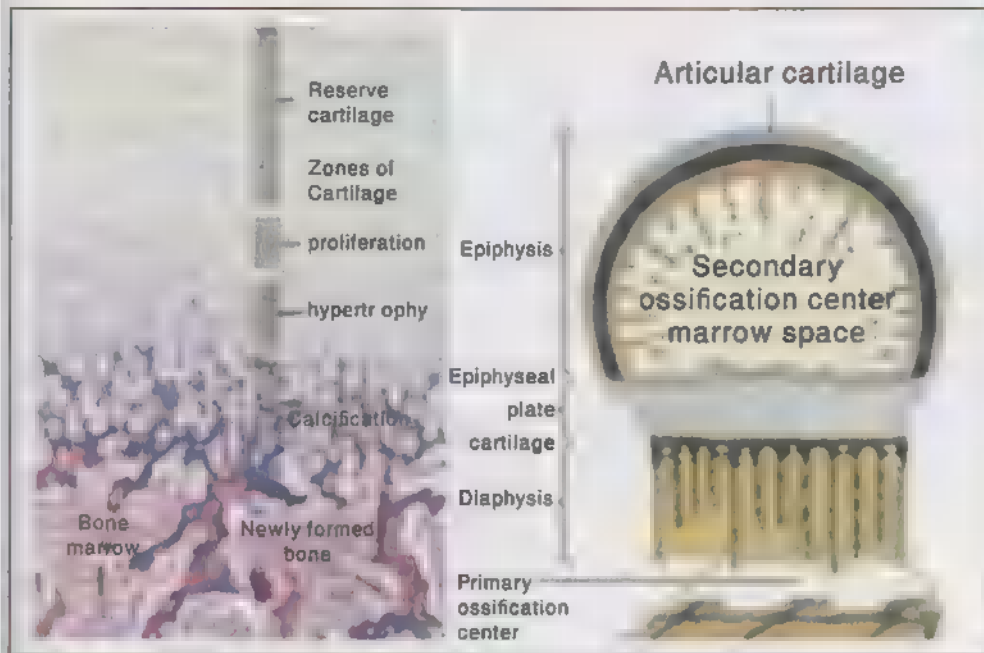 Reserve
cartilage
Zones of
Cartilage
proliferation
hypertr ophy
Calcification
Bone
marrow
Newly formed
bone
Epiphysis
Epiphyseal
plate
cartilage
Diaphysis
Primary
ossification
center
Articular cartilage
Secondary
ossification center
marrow space